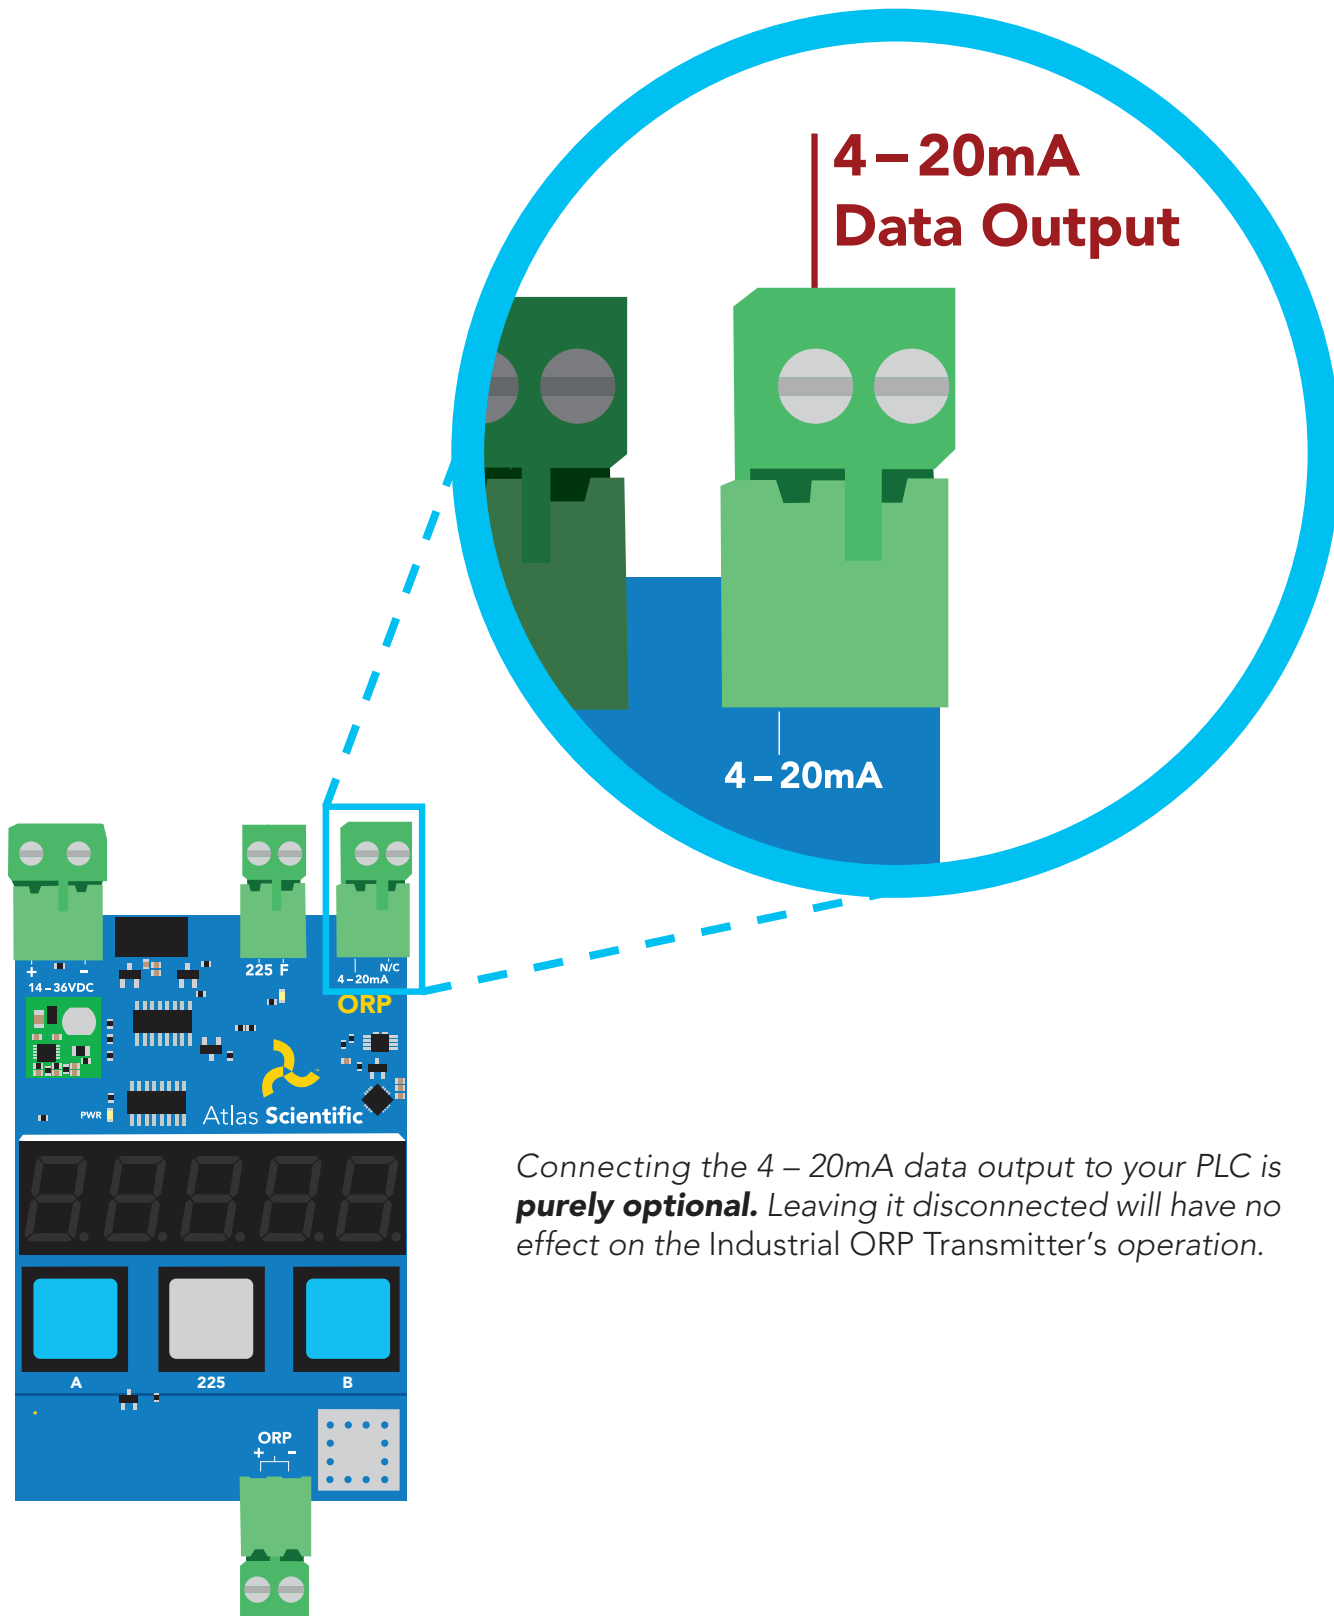 4 – 20mA
Data Output
4 – 20mA
+ -
14 – 36VDC
225 F
4 – 20mA
N/C
ORP
PWR
Atlas Scientific
Connecting the 4 – 20mA data output to your PLC is
purely optional. Leaving it disconnected will have no
effect on the Industrial ORP Transmitter's operation.
A
225
B
ORP
+ -